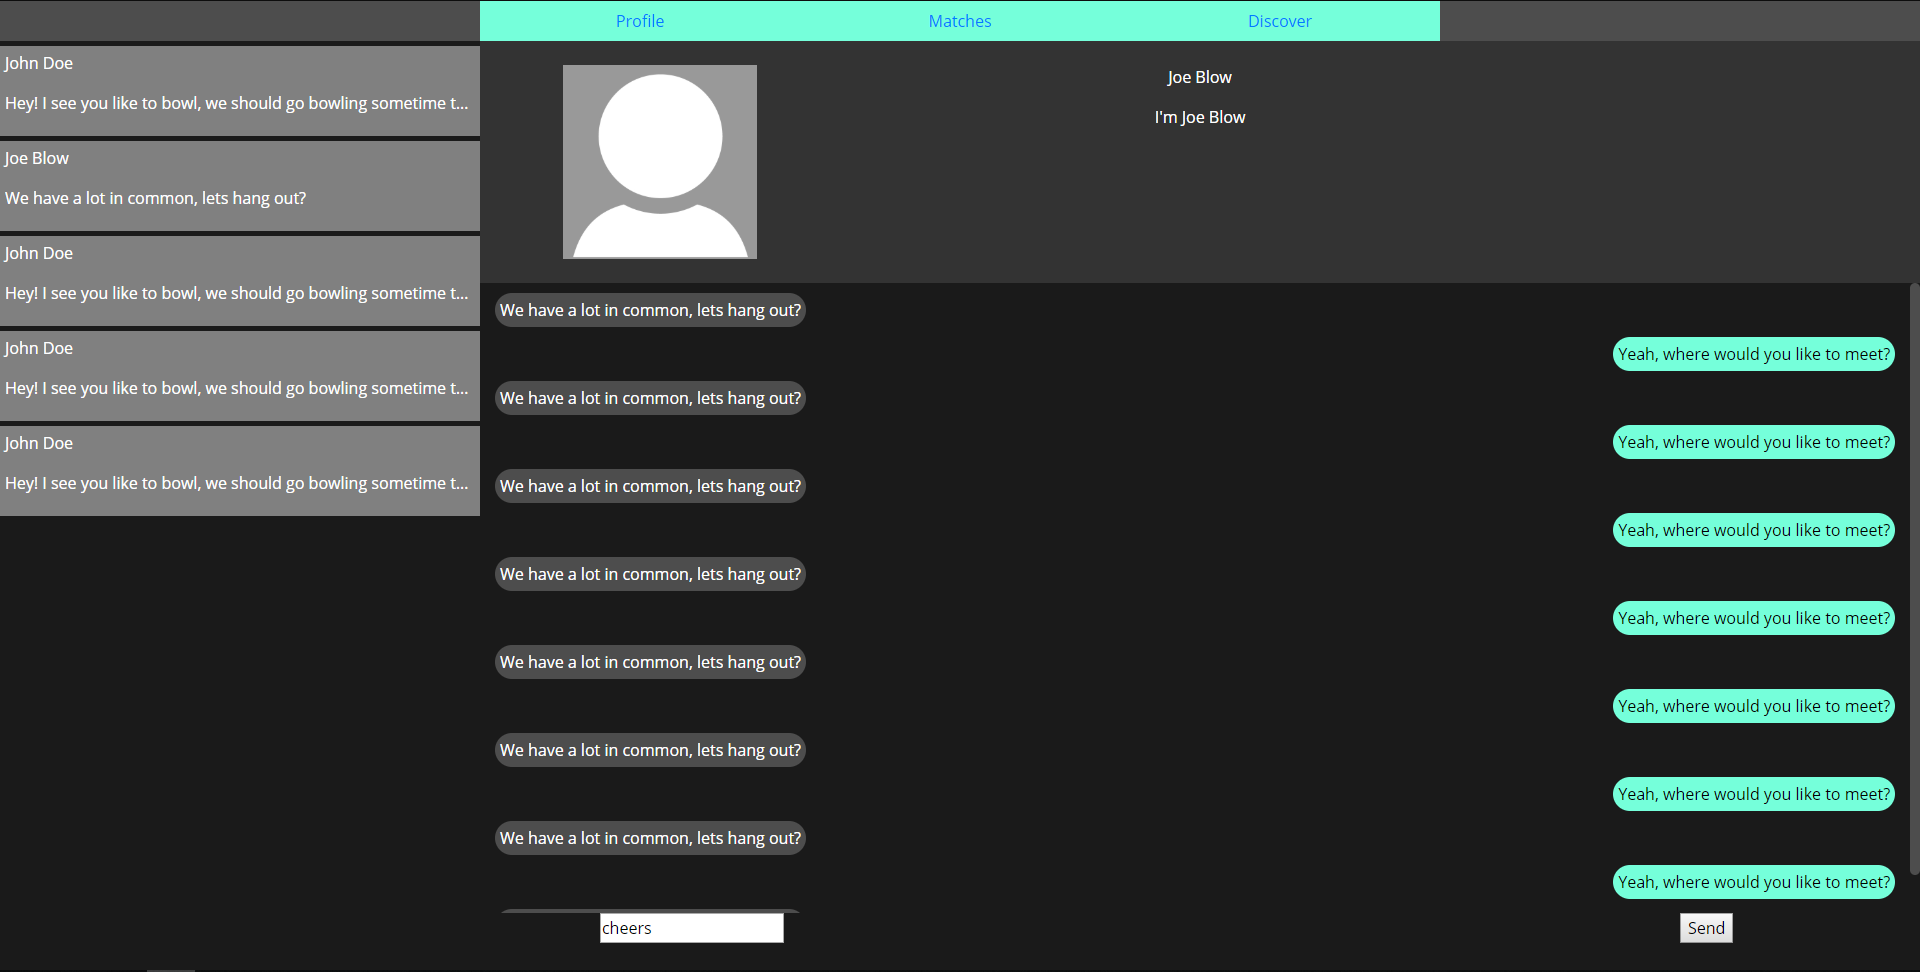 Profile Matches Discover
John Doe
Hey! I see you like to bowl, we should go bowling sometime t...
Joe Blow
We have a lot in common, lets hang out?
John Doe
Hey! I see you like to bowl, we should go bowling sometime t...
John Doe
Hey! I see you like to bowl, we should go bowling sometime t...
John Doe
Hey! I see you like to bowl, we should go bowling sometime t...
Joe Blow
I'm Joe Blow
We have a lot in common, lets hang out?
Yeah, where would you like to meet?
We have a lot in common, lets hang out?
Yeah, where would you like to meet?
We have a lot in common, lets hang out?
Yeah, where would you like to meet?
We have a lot in common, lets hang out?
Yeah, where would you like to meet?
We have a lot in common, lets hang out?
Yeah, where would you like to meet?
We have a lot in common, lets hang out?
Yeah, where would you like to meet?
We have a lot in common, lets hang out?
Yeah, where would you like to meet?
cheers
Send